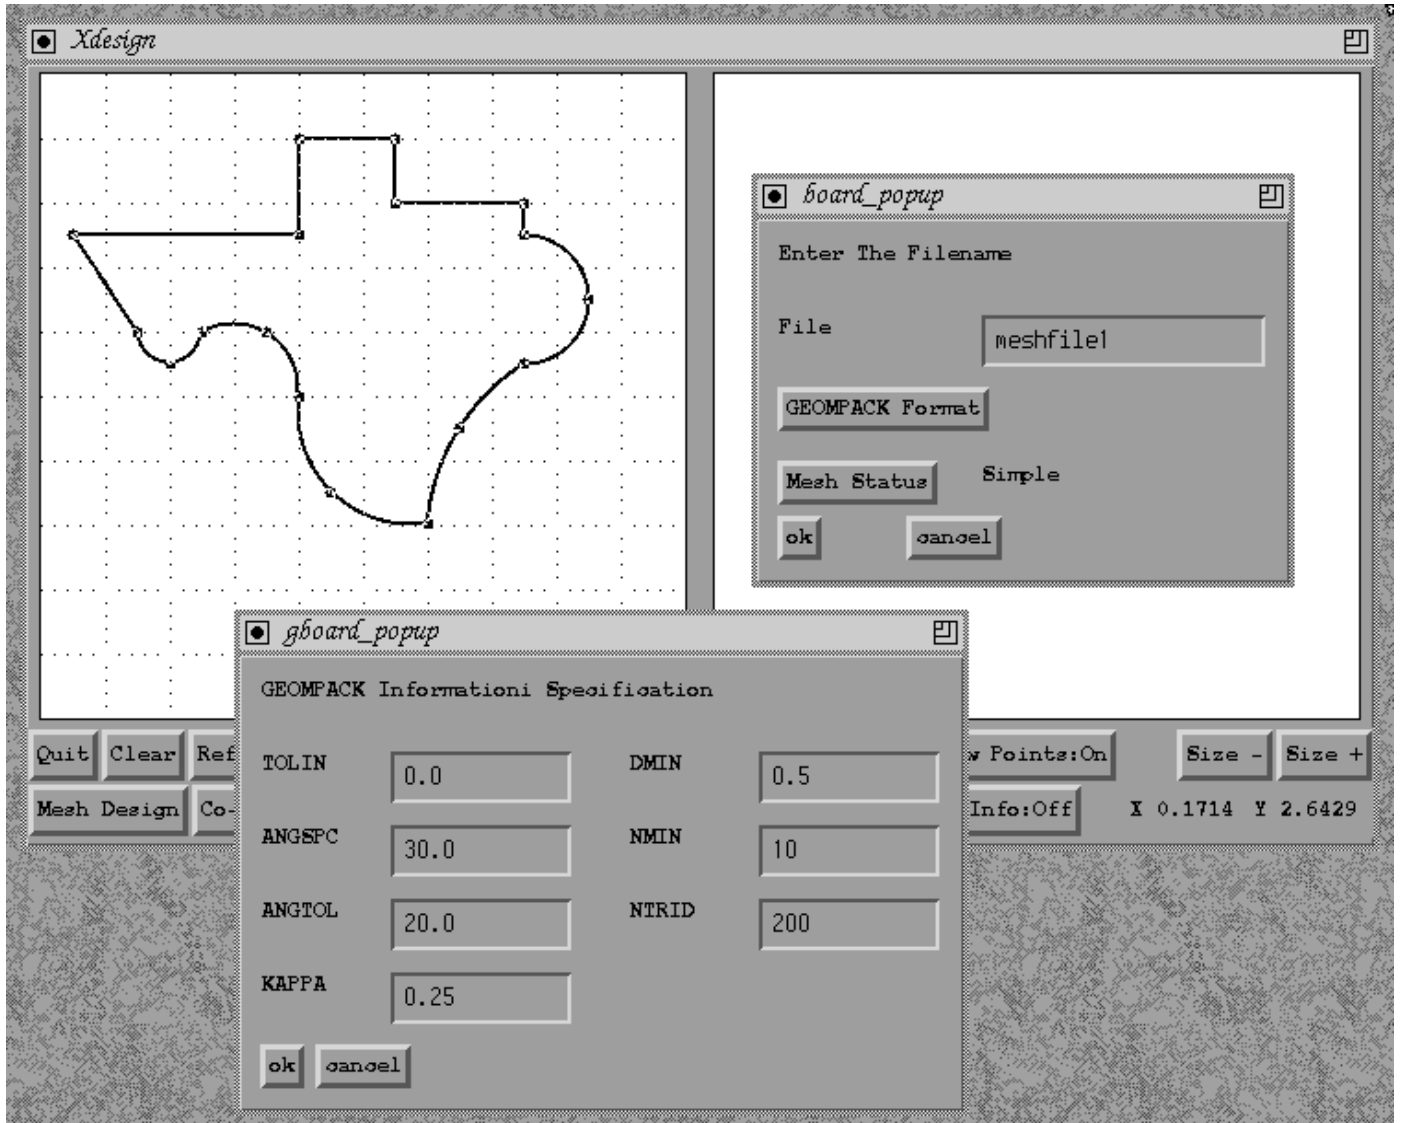 Xdesign
board_popup
Enter The Filename
File
meshfile1
GEOMPACK Format
Mesh Status Simple
ok cancel
gboard_popup
GEOMPACK Informationi Specification
TOLIN 0.0 DMIN 0.5
ANGSPC 30.0 NMIN 10
ANGTOL 20.0 NTRID 200
KAPPA 0.25
ok cancel
Quit Clear Ref Points:On Size - Size +
Mesh Design Co- Info:Off X 0.1714 Y 2.6429